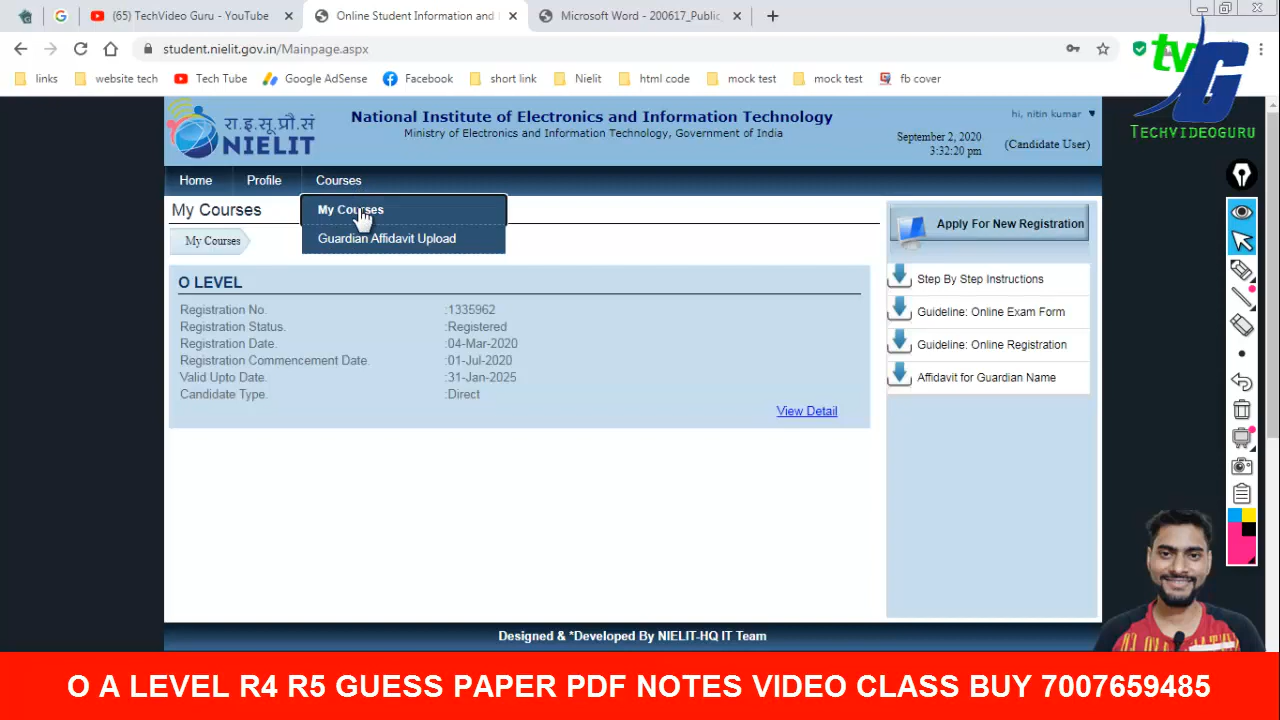 (65) TechVideo Guru - YouTube
Online Student Information and
Microsoft Word - 200617_Public
student.nielit.gov.in/Mainpage.aspx
links
website tech
Tech Tube
Google AdSense
Facebook
short link
Nielit
html code
mock test
mock test
fb cover
tv G
TECHVIDEOGURU
रा.इ.सू.प्रौ.सं
NIELIT
National Institute of Electronics and Information Technology
Ministry of Electronics and Information Technology, Government of India
hi, nitin kumar
September 2, 2020
3:32:20 pm
(Candidate User)
Home
Profile
Courses
My Courses
My Courses
Guardian Affidavit Upload
My Courses
O LEVEL
Registration No. :1335962
Registration Status. :Registered
Registration Date. :04-Mar-2020
Registration Commencement Date. :01-Jul-2020
Valid Upto Date. :31-Jan-2025
Candidate Type. :Direct
View Detail
Apply For New Registration
Step By Step Instructions
Guideline: Online Exam Form
Guideline: Online Registration
Affidavit for Guardian Name
Designed & *Developed By NIELIT-HQ IT Team
O A LEVEL R4 R5 GUESS PAPER PDF NOTES VIDEO CLASS BUY 7007659485